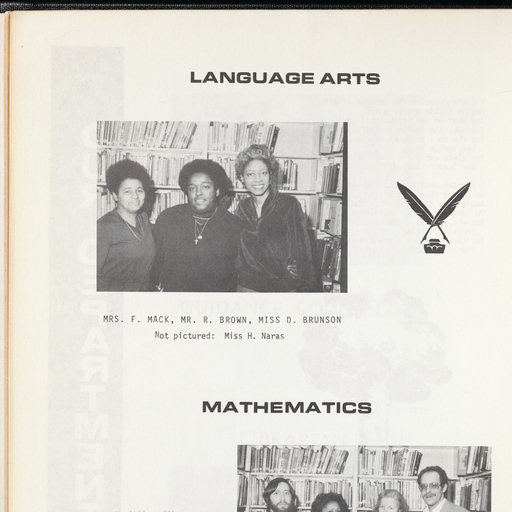 LANGUAGE ARTS
MRS. F. MACK, MR. R. BROWN, MISS D. BRUNSON
Not pictured: Miss H. Naras
MATHEMATICS